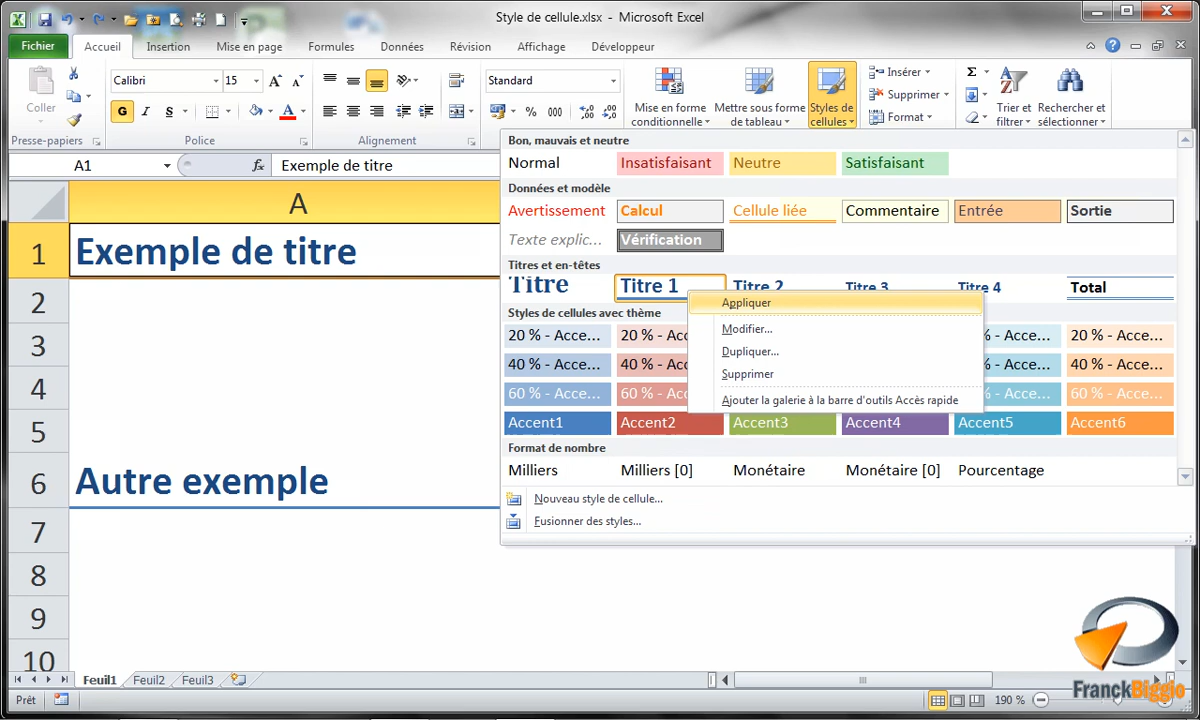 Style de cellule.xlsx - Microsoft Excel
Fichier Accueil Insertion Mise en page Formules Données Révision Affichage Développeur
Coller
Calibri 15
G I S
Standard
% 000
Mise en forme conditionnelle
Mettre sous forme de tableau
Styles de cellules
Insérer
Supprimer
Format
Σ
Trier et filtrer
Rechercher et sélectionner
Presse-papiers Police Alignement
A1 fx Exemple de titre
A
1 Exemple de titre
2
3
4
5
6 Autre exemple
7
8
9
10
Bon, mauvais et neutre
Normal Insatisfaisant Neutre Satisfaisant
Données et modèle
Avertissement Calcul Cellule liée Commentaire Entrée Sortie
Texte explic... Vérification
Titres et en-têtes
Titre Titre 1 Titre 2 Titre 3 Titre 4 Total
Styles de cellules avec thème
20 % - Acce... 20 % - Acce % - Acce... 20 % - Acce...
40 % - Acce... 40 % - Acce % - Acce... 40 % - Acce...
60 % - Acce... 60 % - Acce % - Acce... 60 % - Acce...
Accent1 Accent2 Accent3 Accent4 Accent5 Accent6
Format de nombre
Milliers Milliers [0] Monétaire Monétaire [0] Pourcentage
Nouveau style de cellule...
Fusionner des styles...
Appliquer
Modifier...
Dupliquer...
Supprimer
Ajouter la galerie à la barre d'outils Accès rapide
Feuil1 Feuil2 Feuil3
Prêt 190 %
FranckBiggio